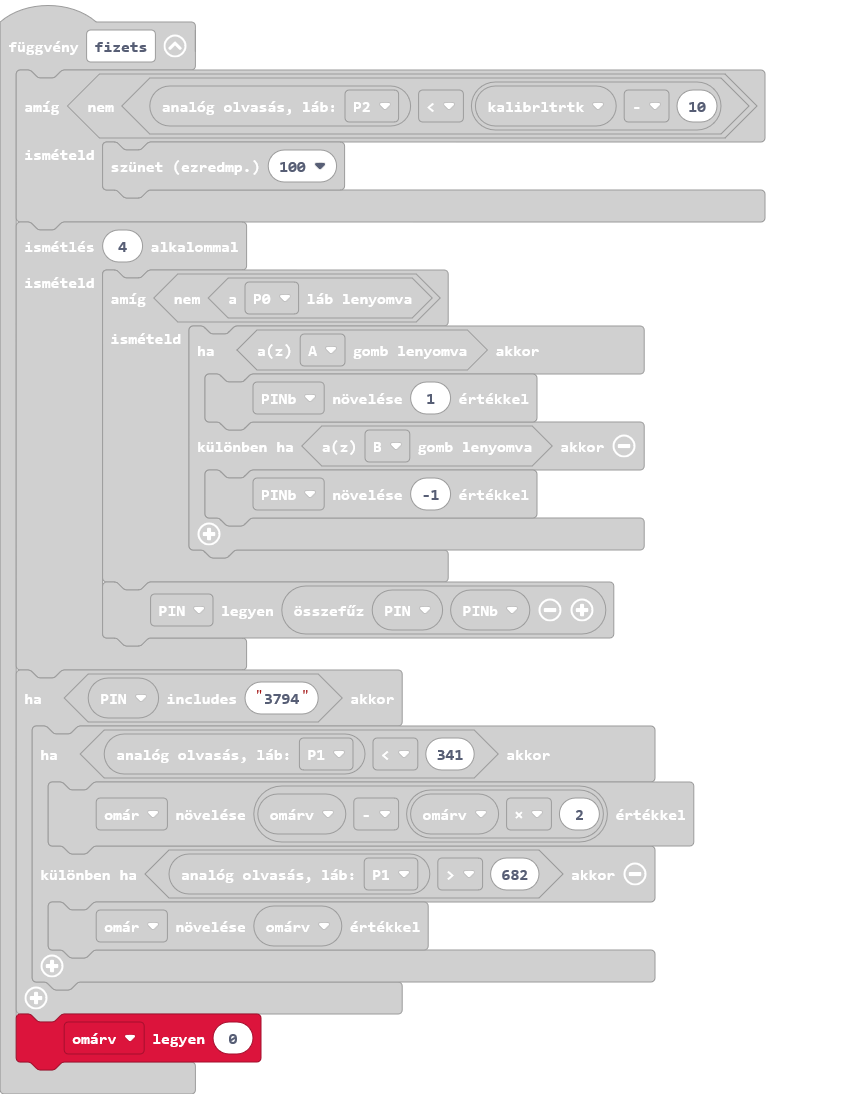 függvény fizets
amíg nem analóg olvasás, láb: P2 < kalibrltrtk - 10
ismételd szünet (ezredmp.) 100
ismétlés 4 alkalommal
ismételd amíg nem a P0 láb lenyomva
ismételd ha a(z) A gomb lenyomva akkor
PINb növelése 1 értékkel
különben ha a(z) B gomb lenyomva akkor
PINb növelése -1 értékkel
PIN legyen összefűz PIN PINb
ha PIN includes "3794" akkor
ha analóg olvasás, láb: P1 < 341 akkor
omár növelése omárv - omárv × 2 értékkel
különben ha analóg olvasás, láb: P1 > 682 akkor
omár növelése omárv értékkel
omárv legyen 0